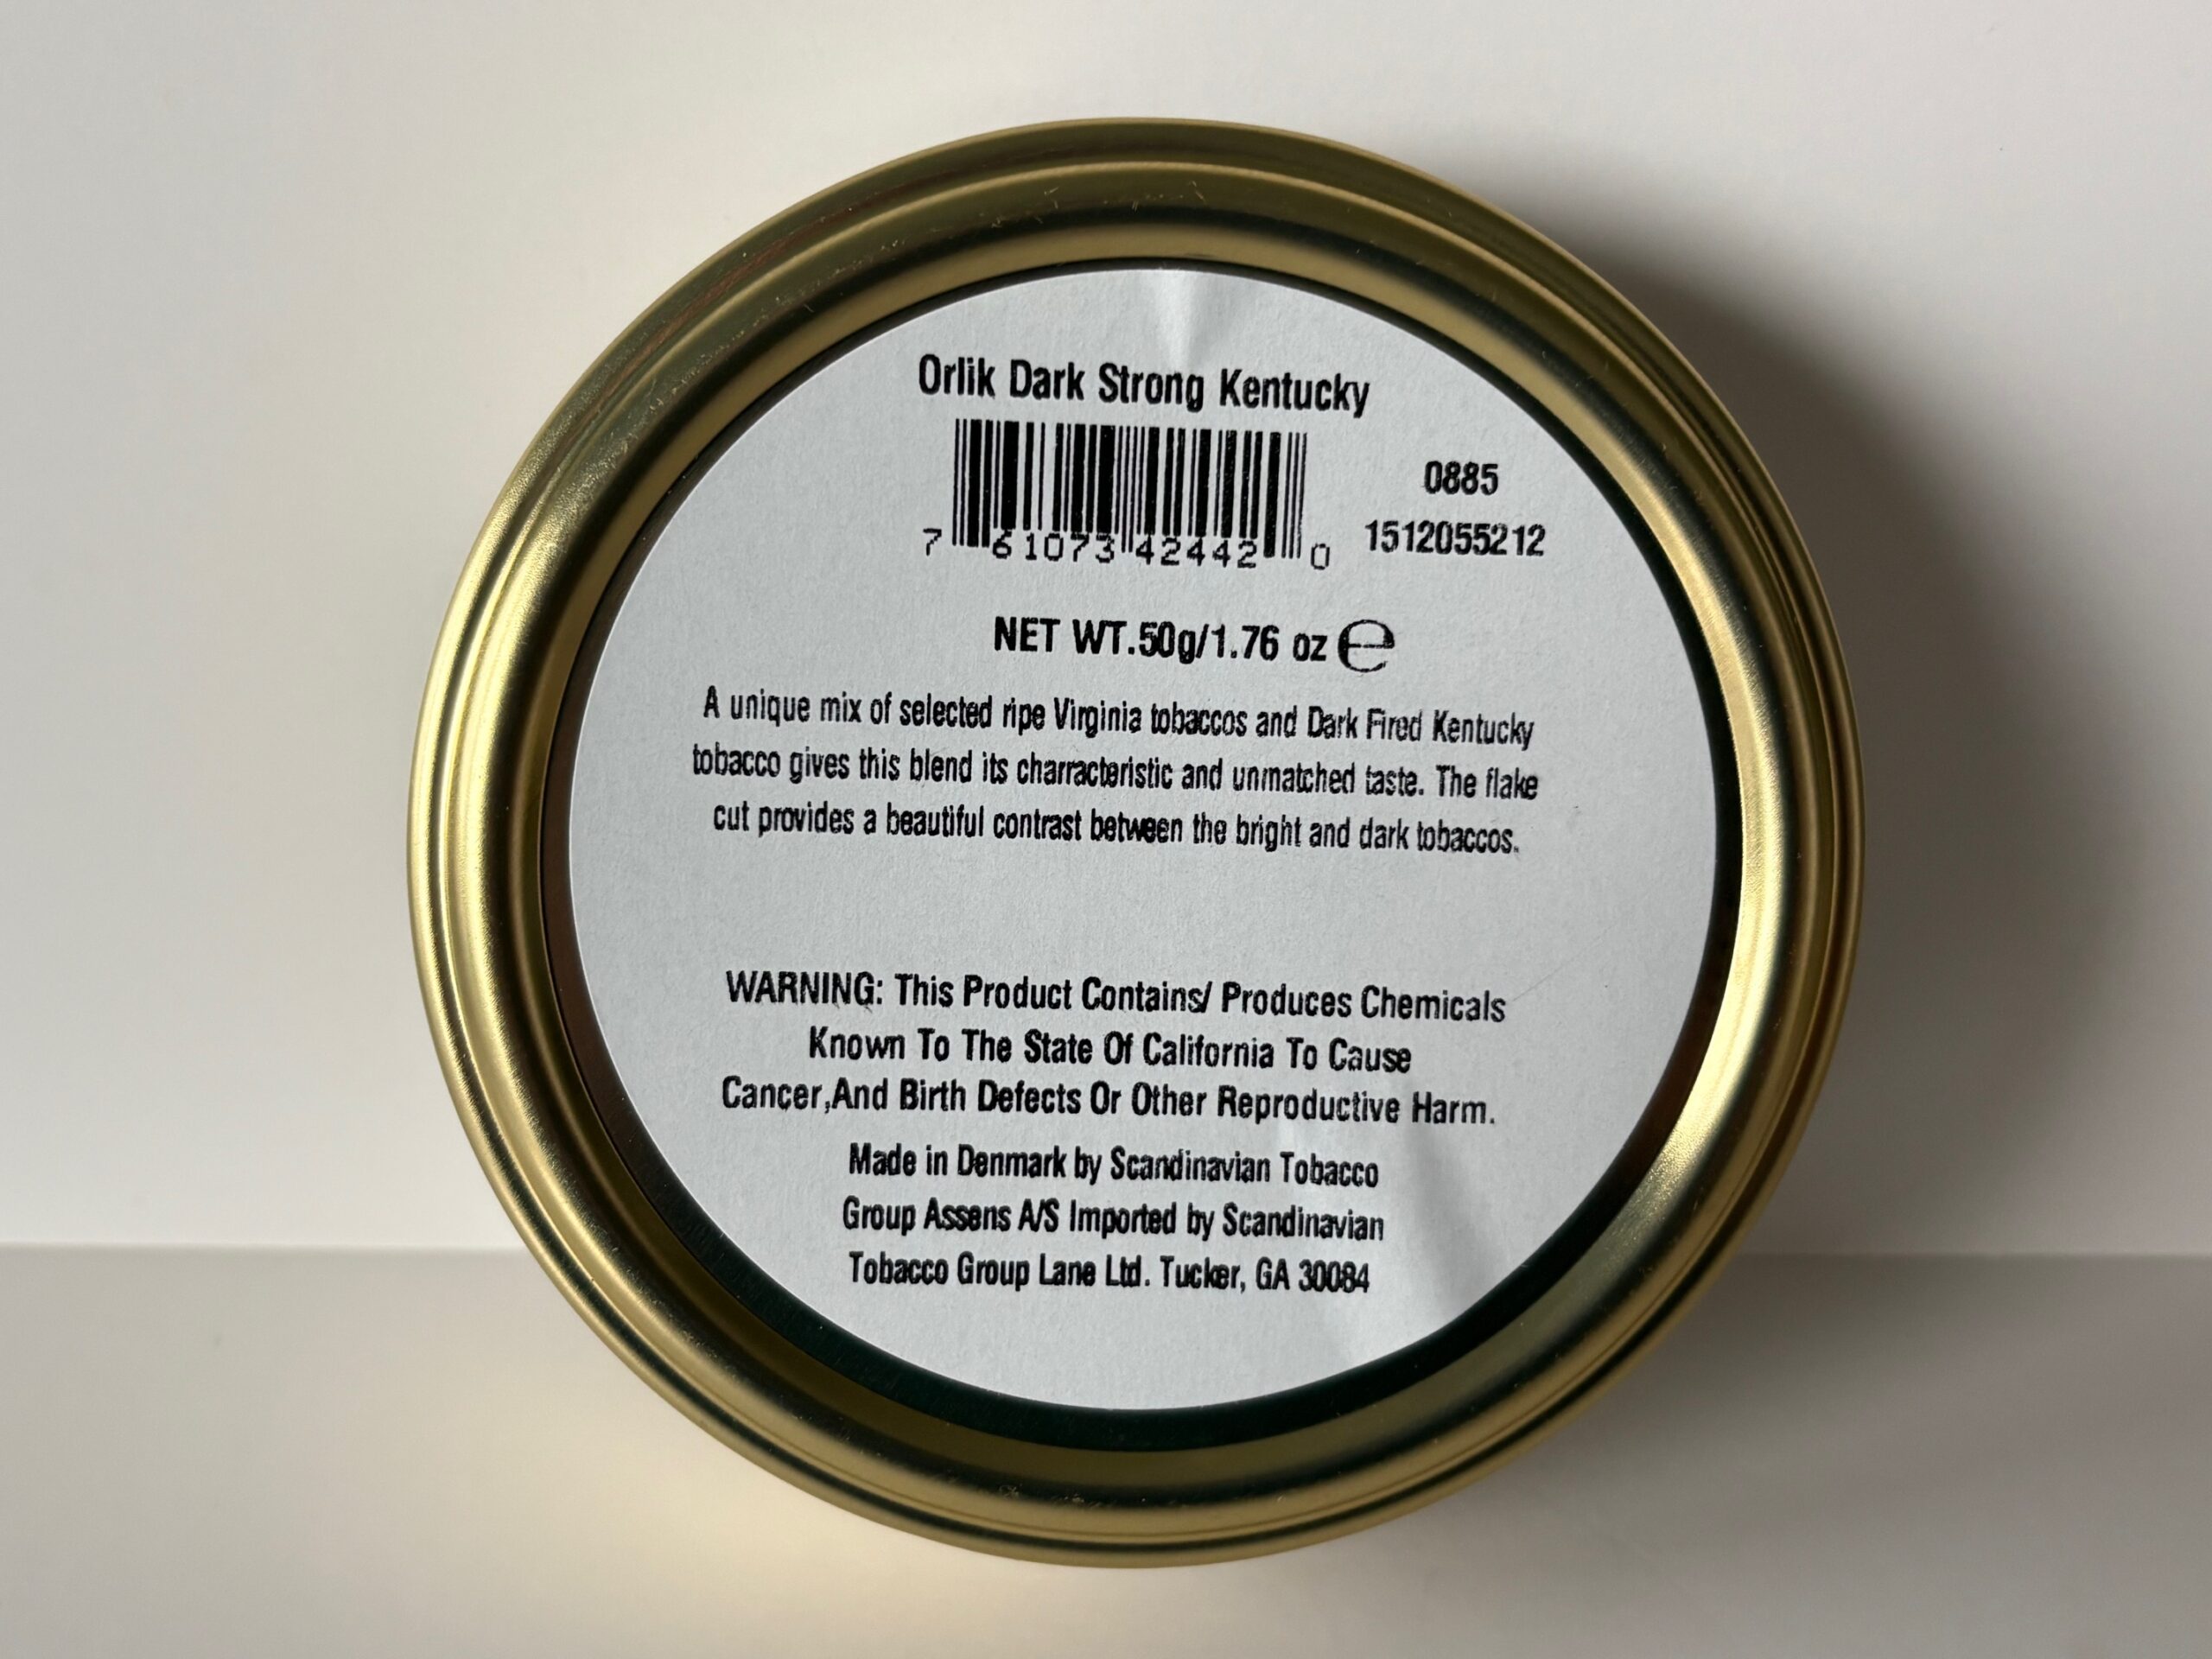 Orlik Dark Strong Kentucky
0885
7 61073 42442 0
1512055212
NET WT.50g/1.76 oz ℮
A unique mix of selected ripe Virginia tobaccos and Dark Fired Kentucky
tobacco gives this blend its charracteristic and unmatched taste. The flake
cut provides a beautiful contrast between the bright and dark tobaccos.
WARNING: This Product Contains/ Produces Chemicals
Known To The State Of California To Cause
Cancer,And Birth Defects Or Other Reproductive Harm.
Made in Denmark by Scandinavian Tobacco
Group Assens A/S Imported by Scandinavian
Tobacco Group Lane Ltd. Tucker, GA 30084